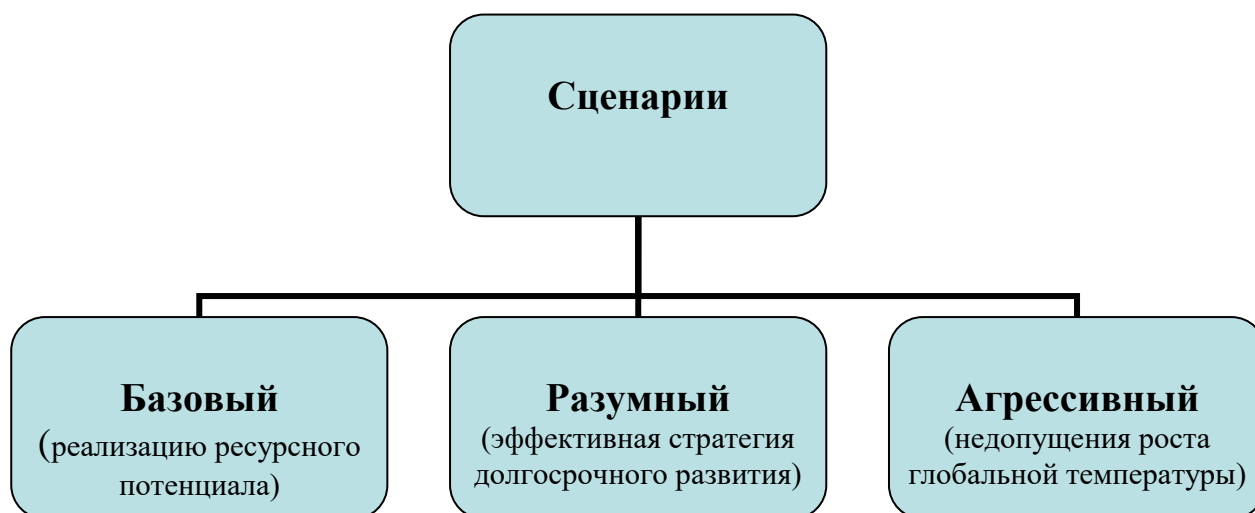 Сценарии
Базовый
(реализацию ресурсного
потенциала)
Разумный
(эффективная стратегия
долгосрочного развития)
Агрессивный
(недопущения роста
глобальной температуры)